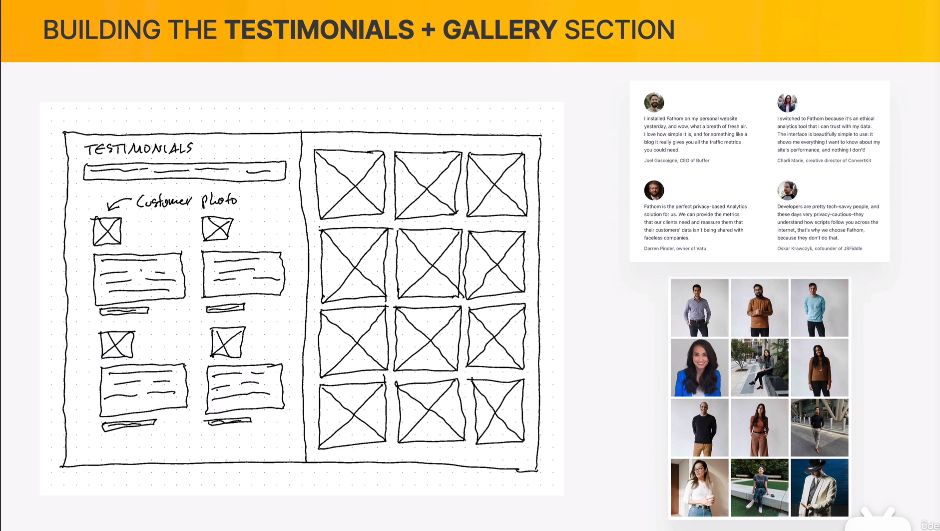 BUILDING THE TESTIMONIALS + GALLERY SECTION
TESTIMONIALS
Customer photo
I installed Fathom on my personal website
yesterday, and wow, what a breath of fresh air.
I love how simple it is, and for something like a
blog it really gives you all the traffic metrics
you could need.
Joel Gascoigne, CEO of Buffer
I switched to Fathom because it's an ethical
analytics tool that I can trust with my data.
The interface is beautifully simple to use: it
shows me everything I want to know about my
site's performance, and nothing I don't!
Charli Marie, creative director of ConvertKit
Fathom is the perfect privacy-based Analytics
solution for us. We can provide the metrics
that our clients need and reassure them that
their customers' data isn't being shared with
faceless companies.
Darren Pinder, owner of
Developers are pretty tech-savvy people, and
these days very privacy-cautious–they
understand how scripts follow you across the
internet, that's why we choose Fathom,
because they don't do that.
Oskar Krawczyk, cofounder of JSFiddle